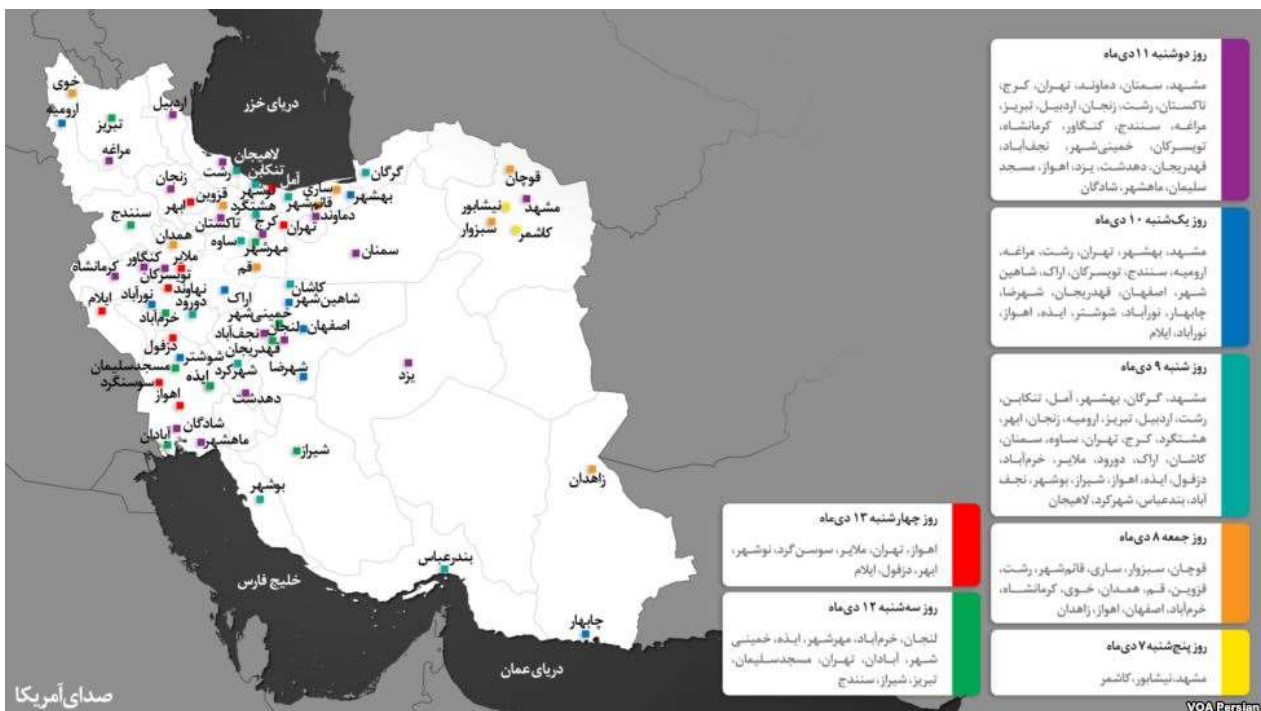 روز دوشنبه ۱۱ دی‌ماه
مشهد، سمنان، دماوند، تهران، کرج،
تاکستان، رشت، زنجان، اردبیل، تبریز،
مراغه، سنندج، کنگاور، کرمانشاه،
تویسرکان، خمینی‌شهر، نجف‌آباد،
قهدریجان، دهدشت، یزد، اهواز، مسجد
سلیمان، ماهشهر، شادگان
روز یک‌شنبه ۱۰ دی‌ماه
مشهد، بهشهر، تهران، رشت، مراغه،
ارومیه، سنندج، تویسرکان، اراک، شاهین
شهر، اصفهان، قهدریجان، شهرضا،
چابهار، نورآباد، شوشتر، ایذه، اهواز،
نورآباد، ایلام
روز شنبه ۹ دی‌ماه
مشهد، گرگان، بهشهر، آمل، تنکابن،
رشت، اردبیل، تبریز، ارومیه، زنجان، ابهر،
هشتگرد، کرج، تهران، ساوه، سمنان،
کاشان، اراک، دورود، ملایر، خرم‌آباد،
دزفول، ایذه، اهواز، شیراز، بوشهر، نجف
آباد، بندعباس، شهرکرد، لاهیجان
روز جمعه ۸ دی‌ماه
قوچان، سبزوار، ساری، قائم‌شهر، رشت،
قزوین، قم، همدان، خوی، کرمانشاه،
خرم‌آباد، اصفهان، اهواز، زاهدان
روز پنج‌شنبه ۷ دی‌ماه
مشهد، نیشابور، کاشمر
روز چهارشنبه ۱۳ دی‌ماه
اهواز، تهران، ملایر، سوسن‌گرد، نوشهر،
ابهر، دزفول، ایلام
روز سه‌شنبه ۱۲ دی‌ماه
لنجان، خرم‌آباد، مهرشهر، ایذه، خمینی
شهر، آبادان، تهران، مسجدسلیمان،
تبریز، شیراز، سنندج
خوی
ارومیه
تبریز
اردبیل
مراغه
دریای خزر
لاهیجان
رشت
تنکابن
نوشهر
آمل
ساری
قائم‌شهر
بهشهر
گرگان
قوچان
مشهد
نیشابور
سبزوار
کاشمر
زنجان
ابهر
قزوین
هشتگرد
تاکستان
کرج
تهران
دماوند
سنندج
همدان
ساوه
مهرشهر
سمنان
کرمانشاه
کنگاور
ملایر
تویسرکان
قم
نهاوند
نورآباد
دورود
اراک
کاشان
شاهین‌شهر
ایلام
خرم‌آباد
خمینی‌شهر
نجف‌آباد
لنجان
اصفهان
دزفول
قهدریجان
شوشتر
مسجدسلیمان
شهرکرد
شهرضا
سوسنگرد
ایذه
یزد
اهواز
دهدشت
شادگان
آبادان
ماهشهر
شیراز
بوشهر
زاهدان
بندرعباس
خلیج فارس
چابهار
دریای عمان
صدای آمریکا
VOA Persian